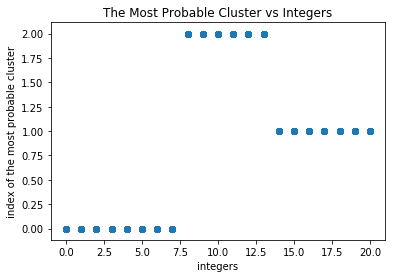 The Most Probable Cluster vs Integers
index of the most probable cluster
2.00
1.75
1.50
1.25
1.00
0.75
0.50
0.25
0.00
0.0 2.5 5.0 7.5 10.0 12.5 15.0 17.5 20.0
integers